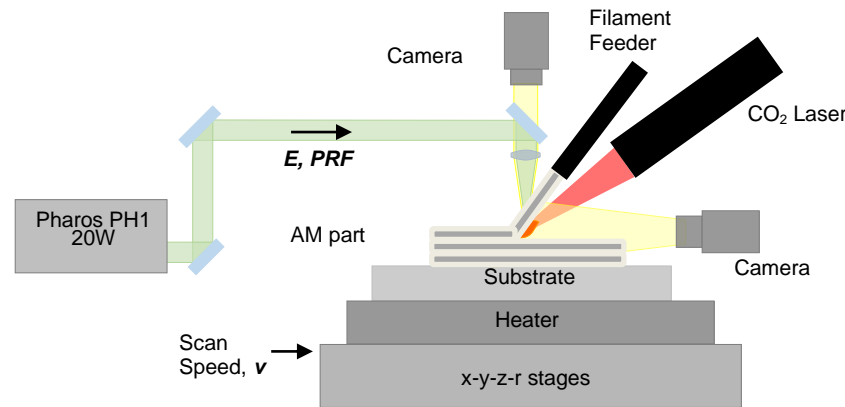 Filament
Feeder
Camera
CO₂ Laser
E, PRF
Pharos PH1
20W
AM part
Camera
Substrate
Heater
Scan
Speed, v
x-y-z-r stages